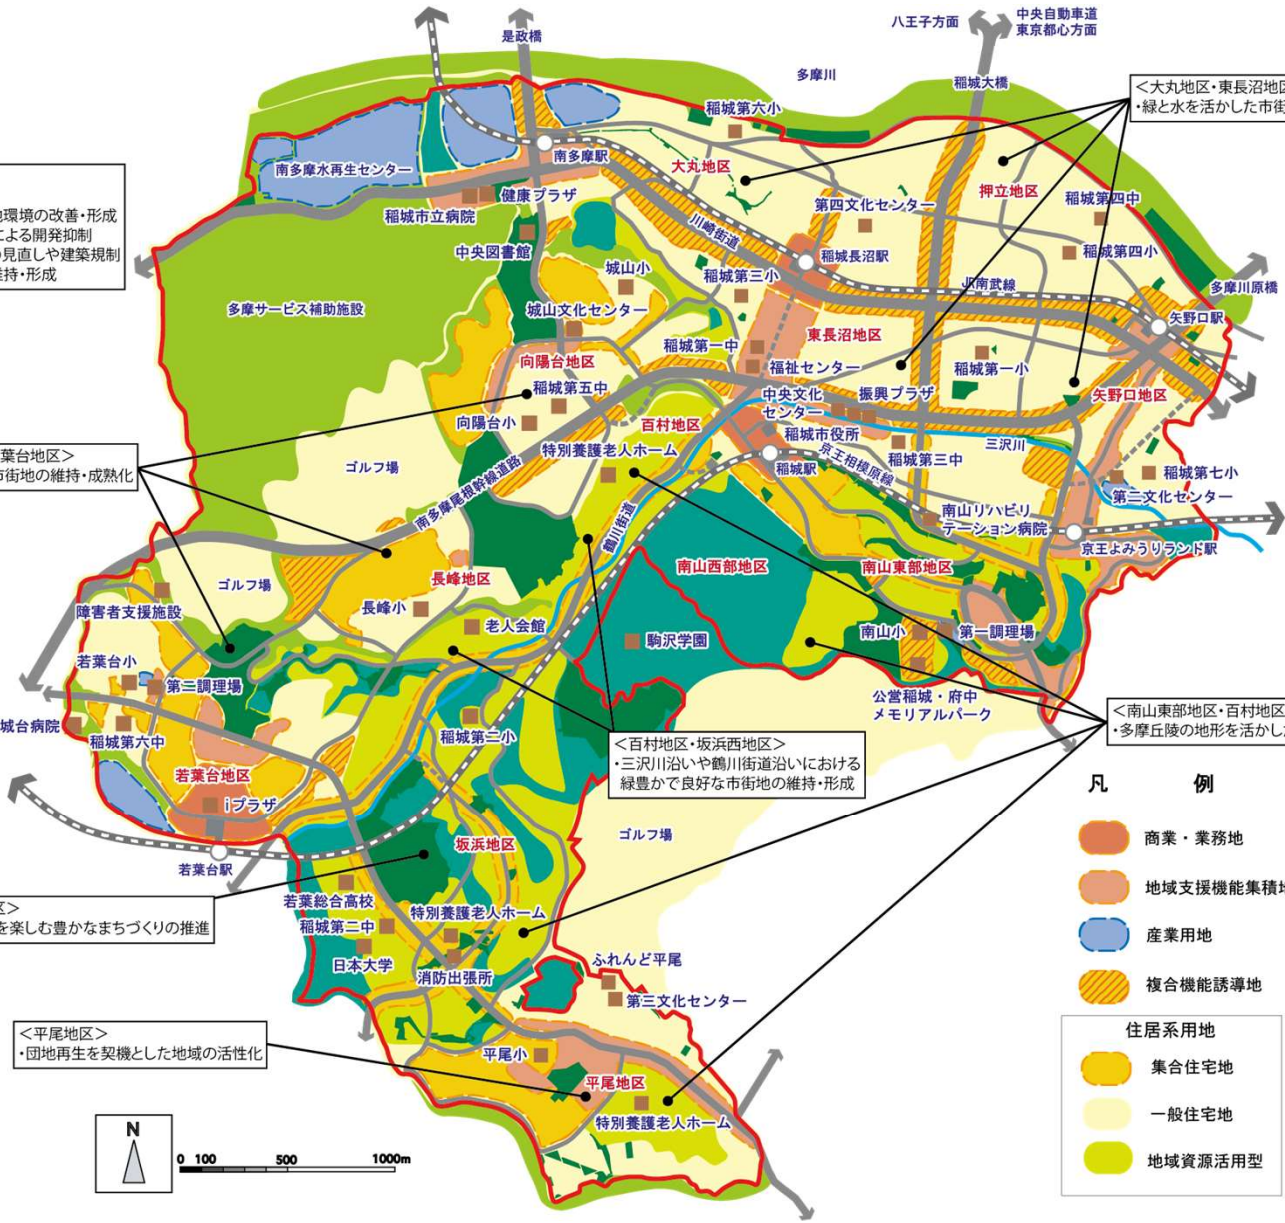 八王子方面
中央自動車道
東京都心方面
是政橋
多摩川
稲城大橋
<大丸地区・東長沼地区
・緑と水を活かした市街
稲城第六小
南多摩駅
大丸地区
押立地区
南多摩水再生センター
健康プラザ
稲城市立病院
地環境の改善・形成
による開発抑制
の見直しや建築規制
維持・形成
川崎街道
第四文化センター
稲城第四中
中央図書館
城山小
稲城第三小
稲城長沼駅
稲城第四小
JR南武線
多摩川原橋
多摩サービス補助施設
城山文化センター
矢野口駅
東長沼地区
稲城第一中
向陽台地区
福祉センター
稲城第一小
稲城第五中
中央文化
センター
振興プラザ
矢野口地区
向陽台小
百村地区
稲城市役所
三沢川
葉台地区>
市街地の維持・成熟化
ゴルフ場
特別養護老人ホーム
南多摩尾根幹線道路
稲城駅
京王相模原線
稲城第三中
稲城第七小
第二文化センター
鶴川街道
南山リハビリ
テーション病院
京王よみうりランド駅
南山西部地区
南山東部地区
長峰地区
ゴルフ場
長峰小
障害者支援施設
老人会館
駒沢学園
南山小
第一調理場
若葉台小
第二調理場
公営稲城・府中
メモリアルパーク
城台病院
稲城第六中
稲城第二小
<百村地区・坂浜西地区>
・三沢川沿いや鶴川街道沿いにおける
緑豊かで良好な市街地の維持・形成
<南山東部地区・百村地区
・多摩丘陵の地形を活かした
若葉台地区
iプラザ
ゴルフ場
坂浜地区
若葉台駅
凡 例
商業・業務地
地域支援機能集積地
産業用地
複合機能誘導地
住居系用地
集合住宅地
一般住宅地
地域資源活用型
若葉総合高校
区>
を楽しむ豊かなまちづくりの推進
特別養護老人ホーム
稲城第二中
日本大学
消防出張所
ふれんど平尾
第三文化センター
<平尾地区>
・団地再生を契機とした地域の活性化
平尾小
平尾地区
特別養護老人ホーム
N
0 100 500 1000m